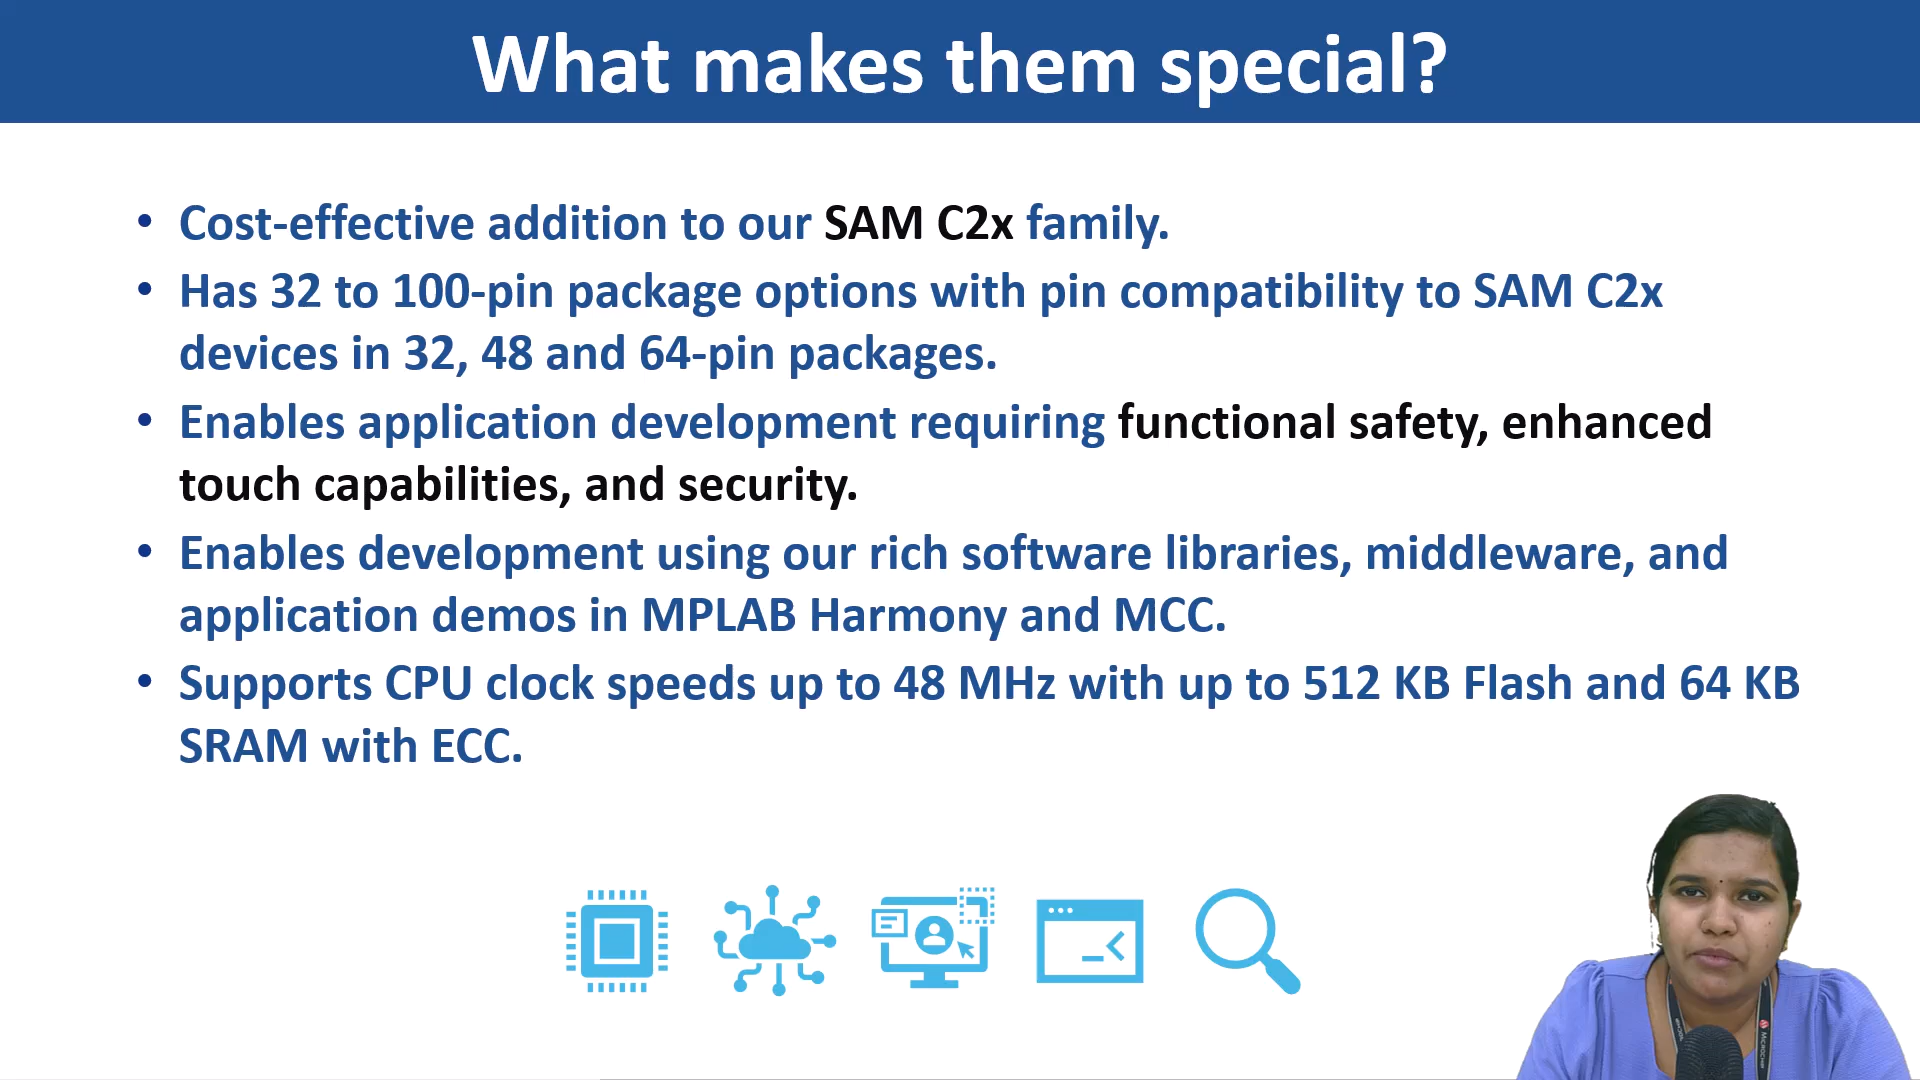 What makes them special?
• Cost-effective addition to our SAM C2x family.
• Has 32 to 100-pin package options with pin compatibility to SAM C2x
devices in 32, 48 and 64-pin packages.
• Enables application development requiring functional safety, enhanced
touch capabilities, and security.
• Enables development using our rich software libraries, middleware, and
application demos in MPLAB Harmony and MCC.
• Supports CPU clock speeds up to 48 MHz with up to 512 KB Flash and 64 KB
SRAM with ECC.
MICROCHIP